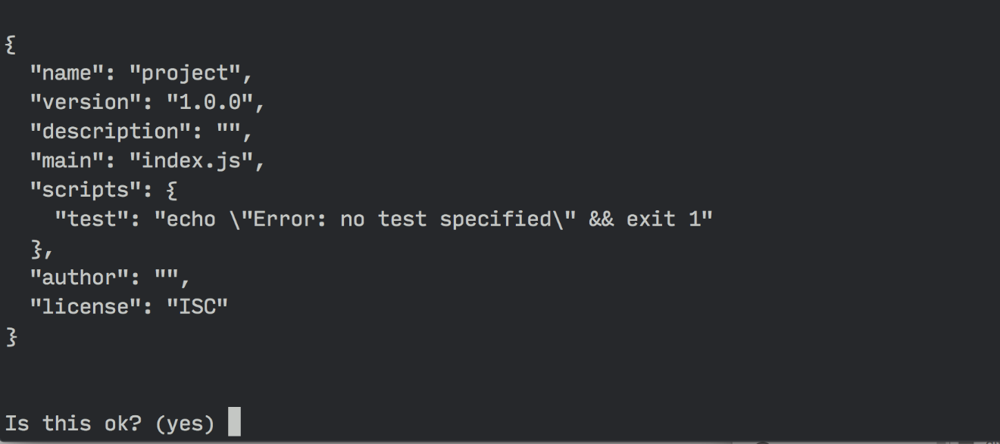 {
  "name": "project",
  "version": "1.0.0",
  "description": "",
  "main": "index.js",
  "scripts": {
    "test": "echo \"Error: no test specified\" && exit 1"
  },
  "author": "",
  "license": "ISC"
}
Is this ok? (yes)